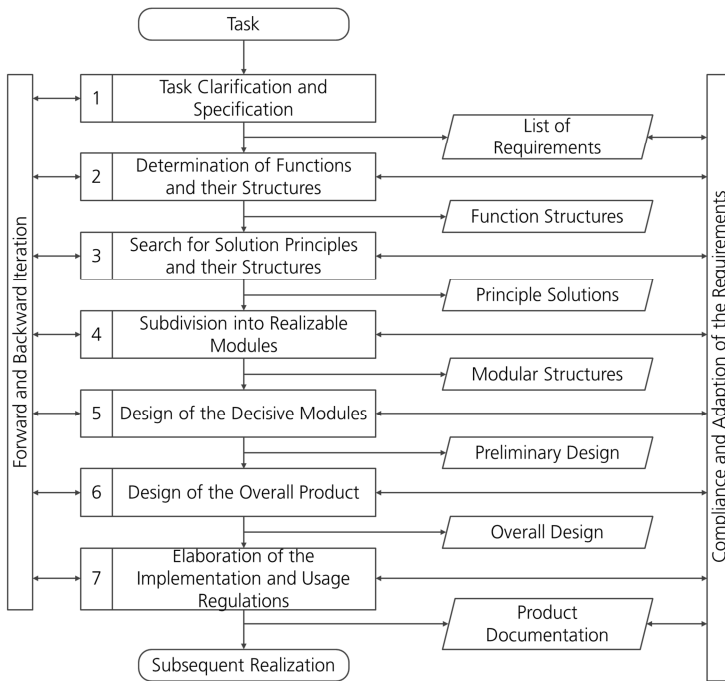 Task
1
Task Clarification and
Specification
List of
Requirements
2
Determination of Functions
and their Structures
Function Structures
3
Search for Solution Principles
and their Structures
Principle Solutions
4
Subdivision into Realizable
Modules
Modular Structures
5
Design of the Decisive Modules
Preliminary Design
6
Design of the Overall Product
Overall Design
7
Elaboration of the
Implementation and Usage
Regulations
Product
Documentation
Subsequent Realization
Forward and Backward Iteration
Compliance and Adaption of the Requirements